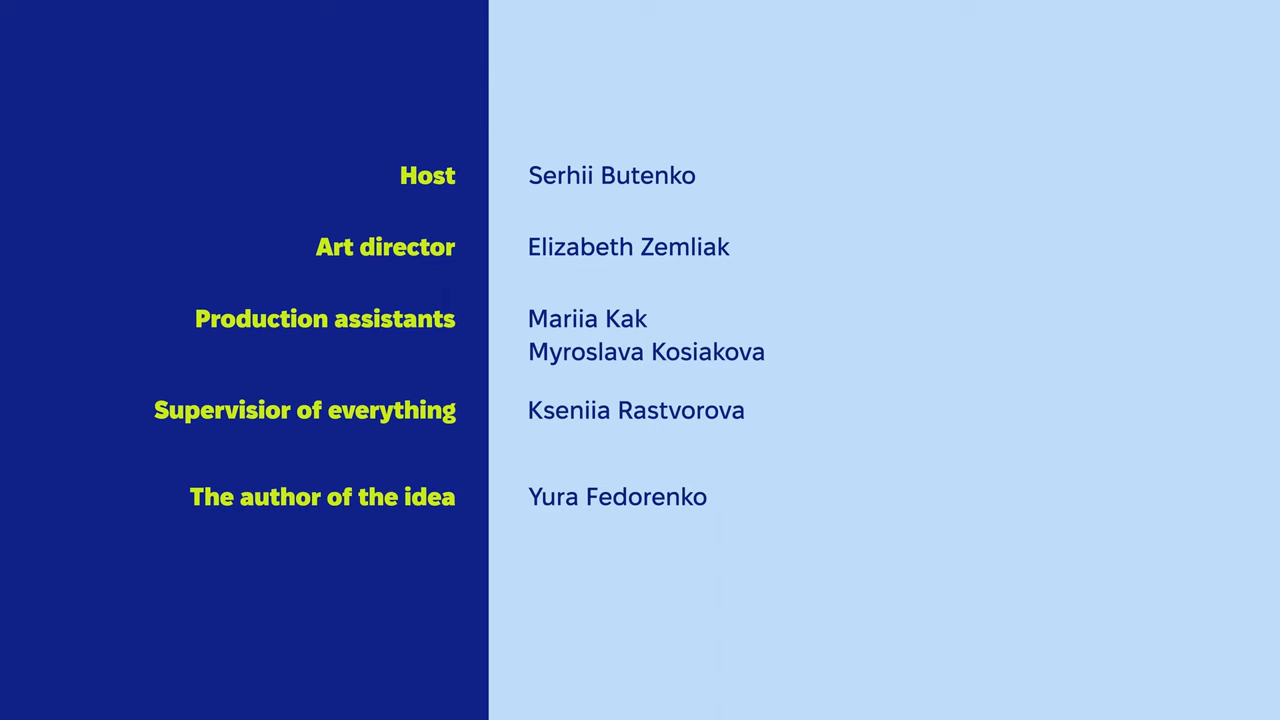 Host Serhii Butenko
Art director Elizabeth Zemliak
Production assistants Mariia Kak
Myroslava Kosiakova
Supervisior of everything Kseniia Rastvorova
The author of the idea Yura Fedorenko